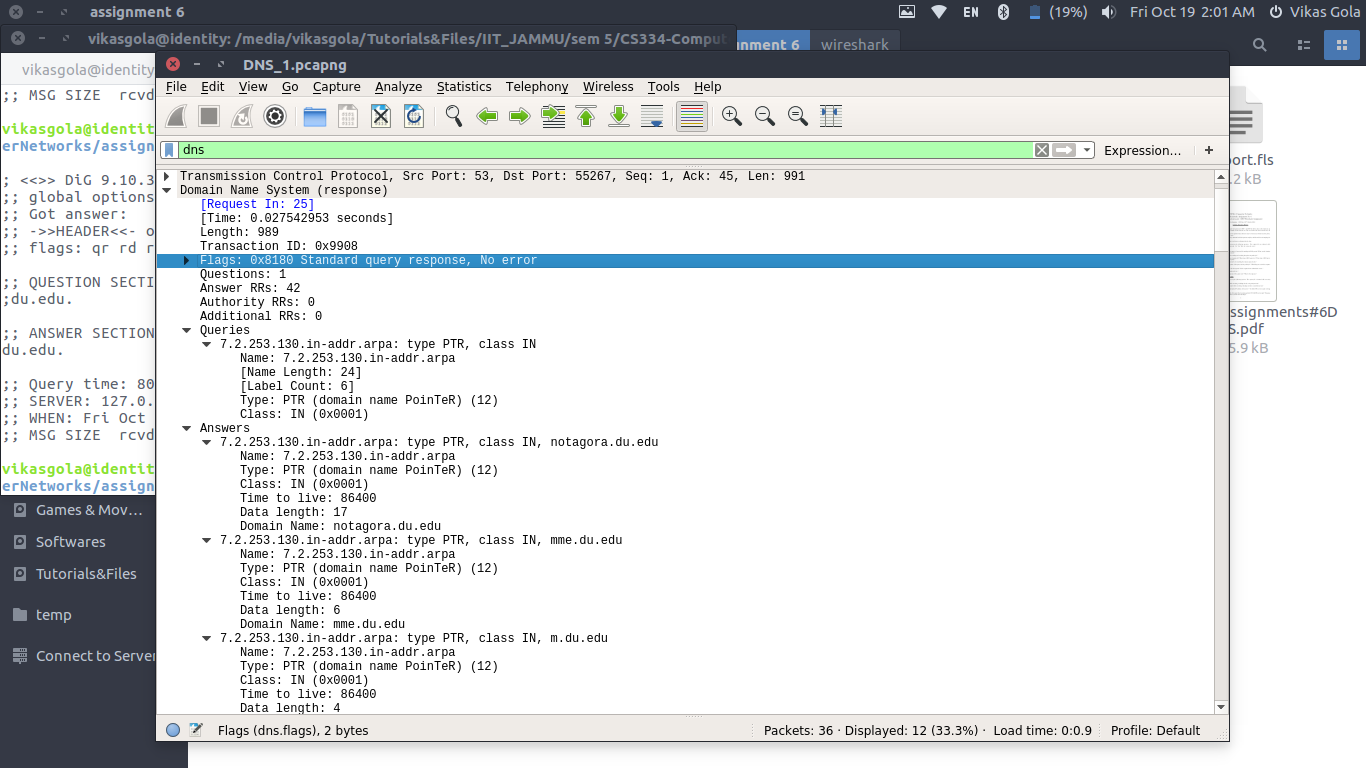 assignment 6
EN
(19%)
Fri Oct 19 2:01 AM
Vikas Gola
vikasgola@identity: /media/vikasgola/Tutorials&Files/IIT_JAMMU/sem 5/CS334-Comput
nment 6
wireshark
vikasgola@identity
;; MSG SIZE rcvd
vikasgola@identit
erNetworks/assign
; <<>> DiG 9.10.3
;; global options
;; Got answer:
;; ->>HEADER<<- o
;; flags: qr rd r
;; QUESTION SECTI
;du.edu.
;; ANSWER SECTION
du.edu.
;; Query time: 80
;; SERVER: 127.0.
;; WHEN: Fri Oct
;; MSG SIZE rcvd
vikasgola@identit
erNetworks/assign
Games & Mov...
Softwares
Tutorials&Files
temp
Connect to Server
DNS_1.pcapng
File Edit View Go Capture Analyze Statistics Telephony Wireless Tools Help
dns
Expression...
+
Transmission Control Protocol, Src Port: 53, Dst Port: 55267, Seq: 1, Ack: 45, Len: 991
Domain Name System (response)
[Request In: 25]
[Time: 0.027542953 seconds]
Length: 989
Transaction ID: 0x9908
Flags: 0x8180 Standard query response, No error
Questions: 1
Answer RRs: 42
Authority RRs: 0
Additional RRs: 0
Queries
7.2.253.130.in-addr.arpa: type PTR, class IN
Name: 7.2.253.130.in-addr.arpa
[Name Length: 24]
[Label Count: 6]
Type: PTR (domain name PoinTeR) (12)
Class: IN (0x0001)
Answers
7.2.253.130.in-addr.arpa: type PTR, class IN, notagora.du.edu
Name: 7.2.253.130.in-addr.arpa
Type: PTR (domain name PoinTeR) (12)
Class: IN (0x0001)
Time to live: 86400
Data length: 17
Domain Name: notagora.du.edu
7.2.253.130.in-addr.arpa: type PTR, class IN, mme.du.edu
Name: 7.2.253.130.in-addr.arpa
Type: PTR (domain name PoinTeR) (12)
Class: IN (0x0001)
Time to live: 86400
Data length: 6
Domain Name: mme.du.edu
7.2.253.130.in-addr.arpa: type PTR, class IN, m.du.edu
Name: 7.2.253.130.in-addr.arpa
Type: PTR (domain name PoinTeR) (12)
Class: IN (0x0001)
Time to live: 86400
Data length: 4
Flags (dns.flags), 2 bytes
Packets: 36 · Displayed: 12 (33.3%) · Load time: 0:0.9
Profile: Default
ort.fls
.2 kB
ssignments#6D
S.pdf
5.9 kB